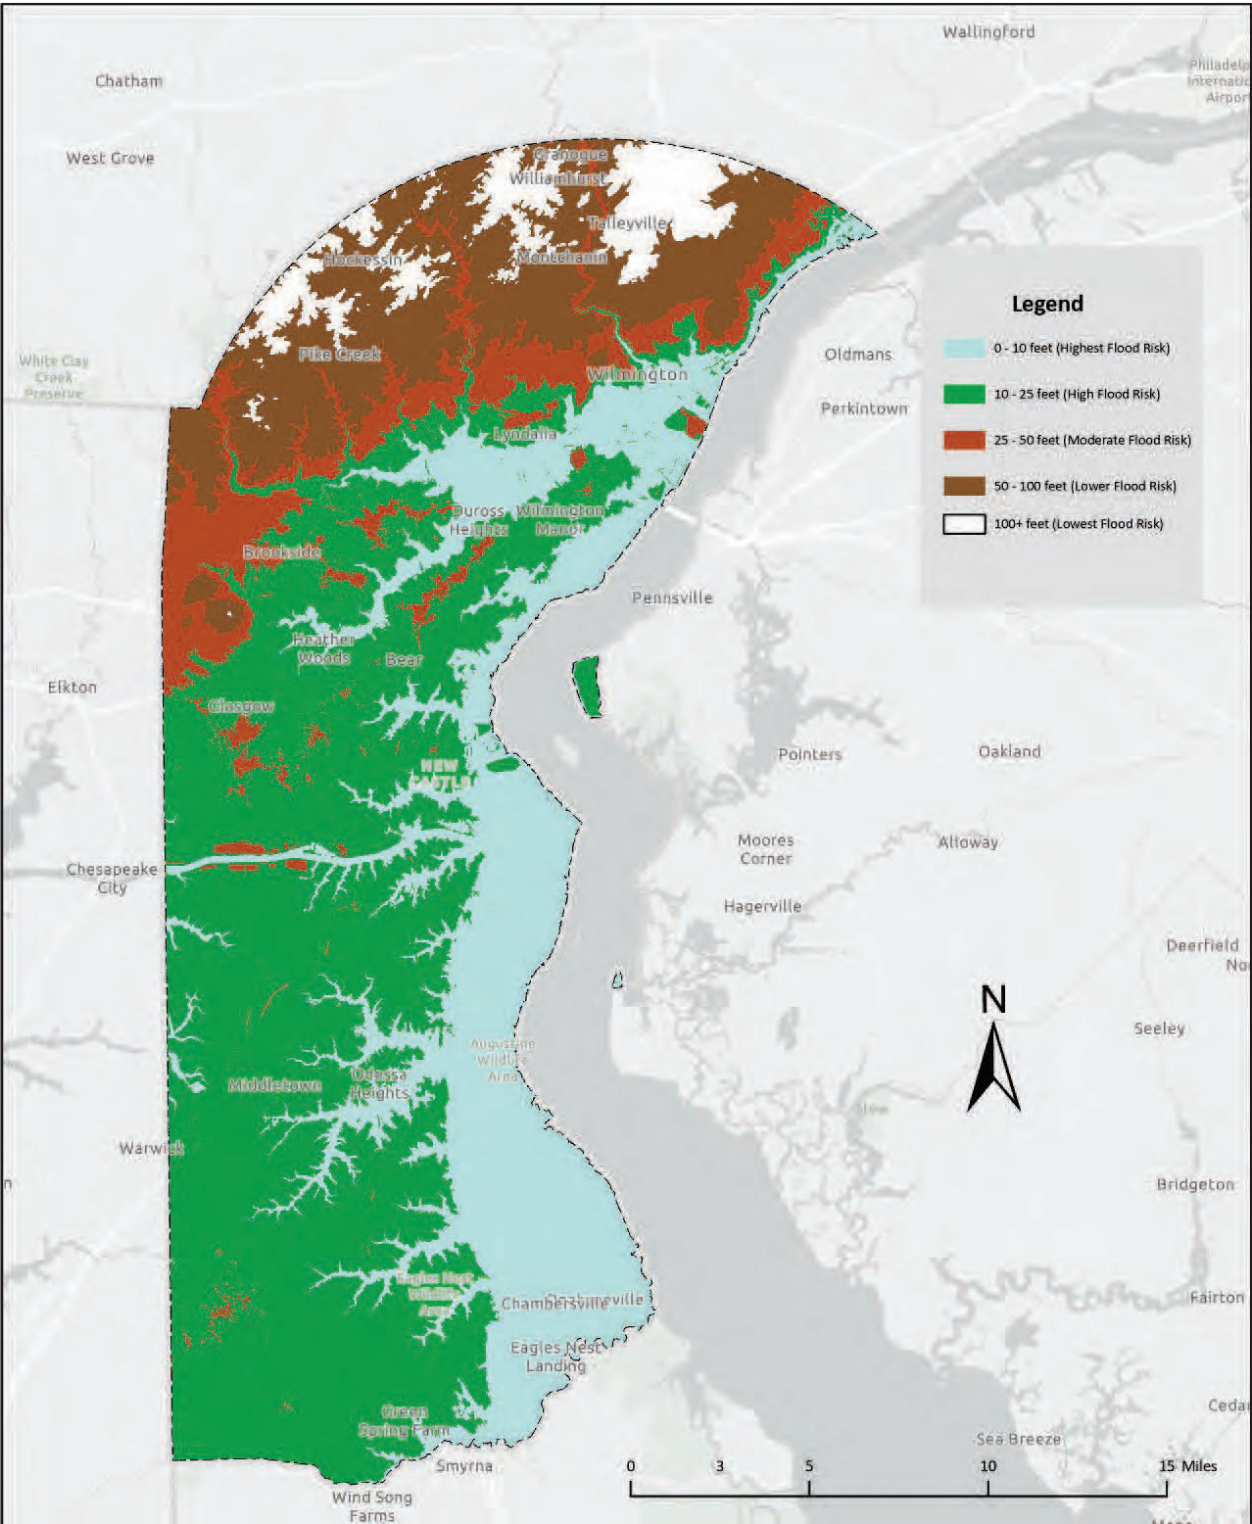 Wallingford
Philadelp
Internatio
Airport
Chatham
West Grove
Granogue
Williamhurst
Talleyville
Hockessin
Montchanin
Legend
0 - 10 feet (Highest Flood Risk)
10 - 25 feet (High Flood Risk)
25 - 50 feet (Moderate Flood Risk)
50 - 100 feet (Lower Flood Risk)
100+ feet (Lowest Flood Risk)
Pike Creek
White Clay
Creek
Preserve
Wilmington
Oldmans
Perkintown
Lyndalia
Duross
Heights
Wilmington
Manor
Brookside
Pennsville
Heather
Woods
Bear
Elkton
Glasgow
NEW
CASTLE
Pointers
Oakland
Moores
Corner
Alloway
Chesapeake
City
Hagerville
Deerfield
No
N
Seeley
Augustine
Wildlife
Area
Middletown
Odessa
Heights
Stow
Warwick
n
Bridgeton
Eagles Nest
Wildlife
Area
Chambersville
Fairton
Eagles Nest
Landing
Green
Spring Farm
Cedar
Sea Breeze
Smyrna
0 3 5 10 15 Miles
Wind Song
Farms